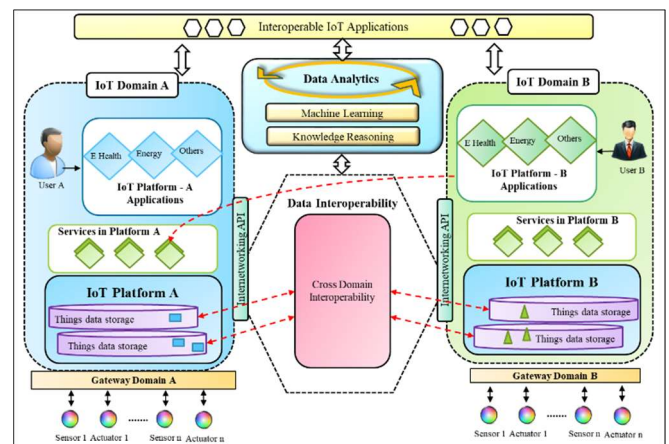 Interoperable IoT Applications
IoT Domain A
Data Analytics
IoT Domain B
Machine Learning
Knowledge Reasoning
E Health
Energy
Others
User A
IoT Platform - A
Applications
E Health
Energy
Others
User B
IoT Platform - B
Applications
Data Interoperability
Services in Platform A
Internetworking API
Internetworking API
Services in Platform B
IoT Platform A
Things data storage
Things data storage
Cross Domain
Interoperability
IoT Platform B
Things data storage
Things data storage
Gateway Domain A
Gateway Domain B
Sensor 1 Actuator 1 ........ Sensor n Actuator n
Sensor 1 Actuator 1 ........ Sensor n Actuator n